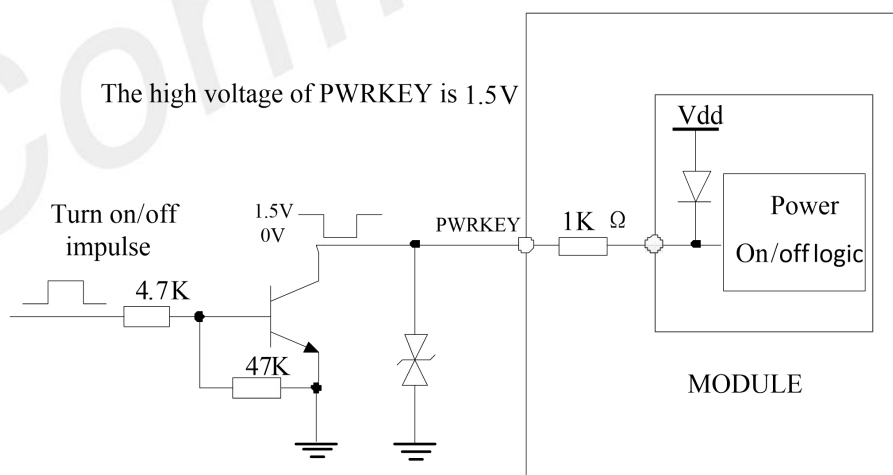 The high voltage of PWRKEY is 1.5V
Vdd
Turn on/off
impulse
1.5V
0V
PWRKEY
1K Ω
Power
On/off logic
4.7K
47K
MODULE